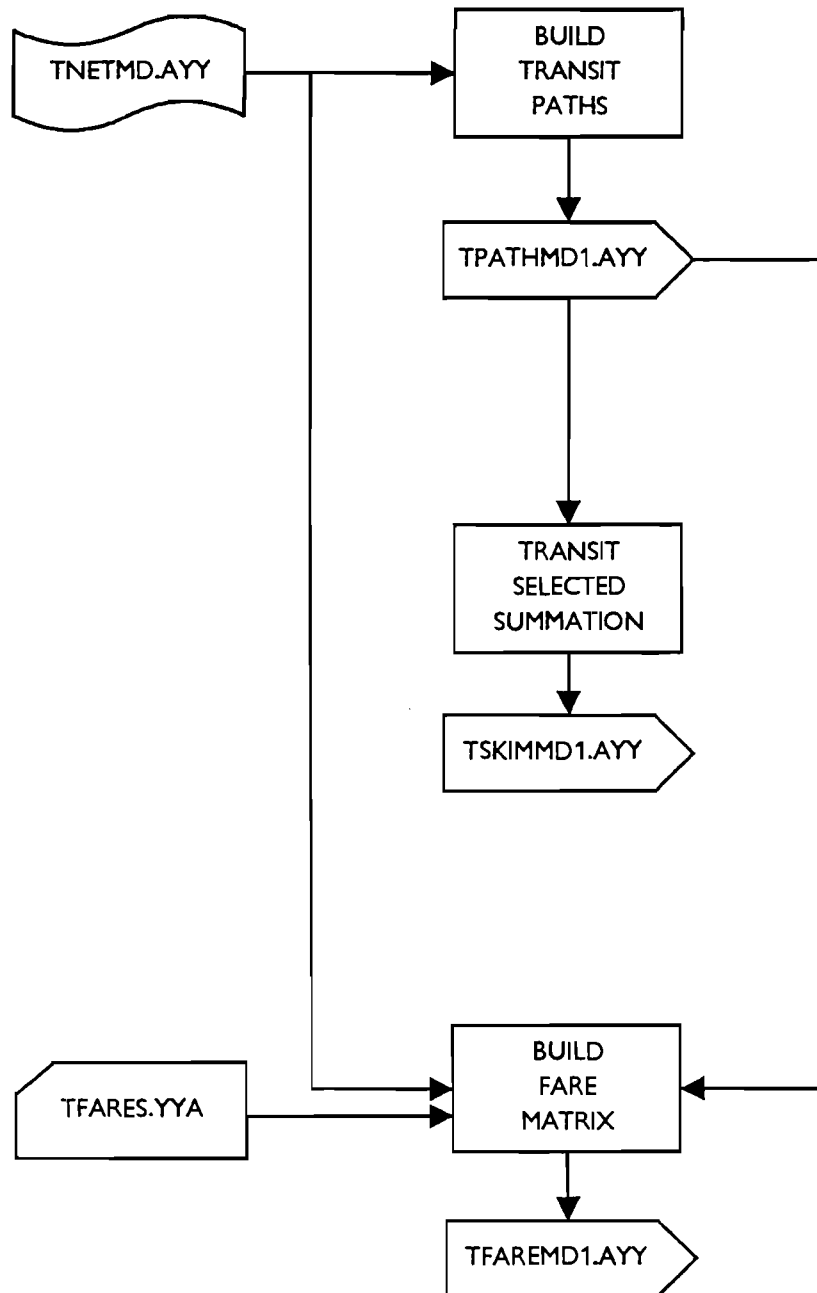 TNETMD.AYY
BUILD
TRANSIT
PATHS
TPATHMD1.AYY
TRANSIT
SELECTED
SUMMATION
TSKIMMD1.AYY
BUILD
FARE
MATRIX
TFARES.YYA
TFAREMD1.AYY